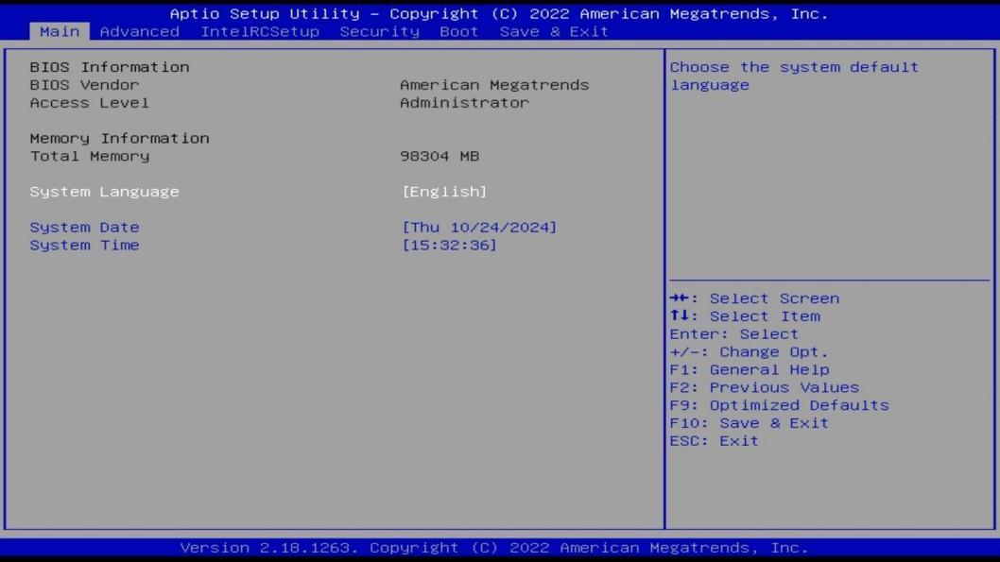 Aptio Setup Utility – Copyright (C) 2022 American Megatrends, Inc.
Main Advanced IntelRCSetup Security Boot Save & Exit
BIOS Information
BIOS Vendor American Megatrends
Access Level Administrator
Memory Information
Total Memory 98304 MB
System Language [English]
System Date [Thu 10/24/2024]
System Time [15:32:36]
Choose the system default
language
→←: Select Screen
↑↓: Select Item
Enter: Select
+/-: Change Opt.
F1: General Help
F2: Previous Values
F9: Optimized Defaults
F10: Save & Exit
ESC: Exit
Version 2.18.1263. Copyright (C) 2022 American Megatrends, Inc.